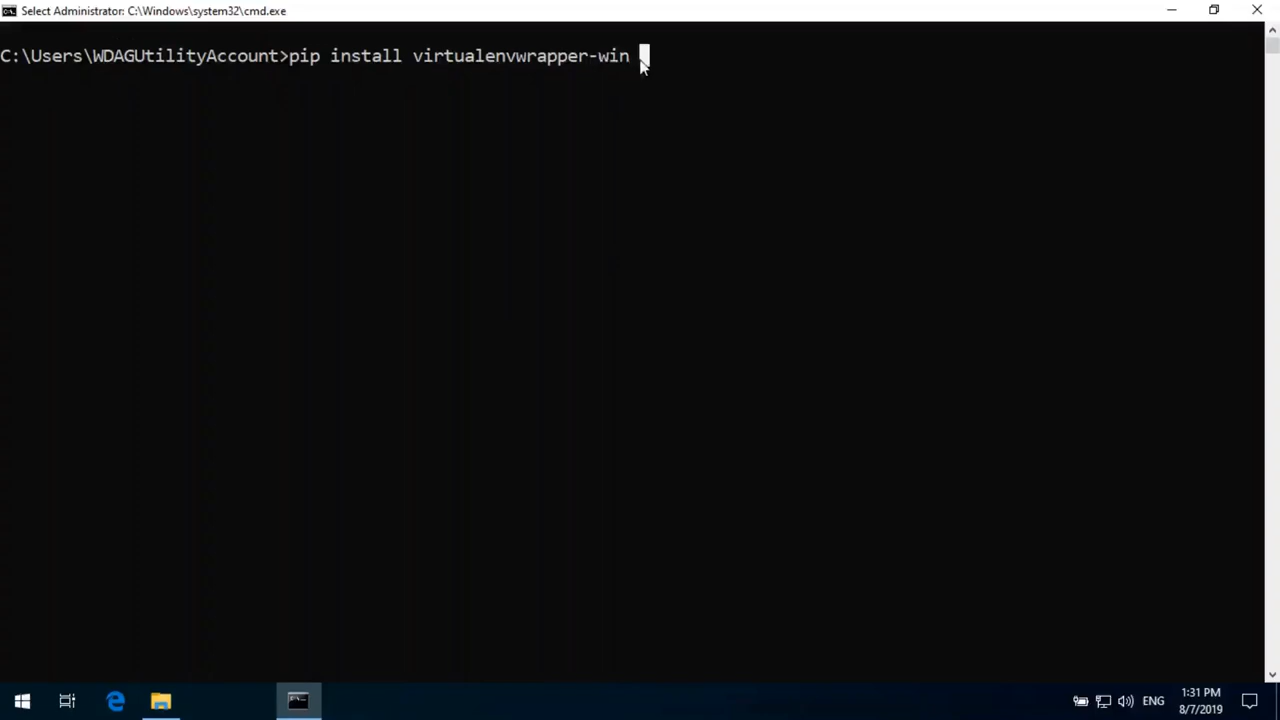 Select Administrator: C:\Windows\system32\cmd.exe
C:\Users\WDAGUtilityAccount>pip install virtualenvwrapper-win
ENG
1:31 PM
8/7/2019